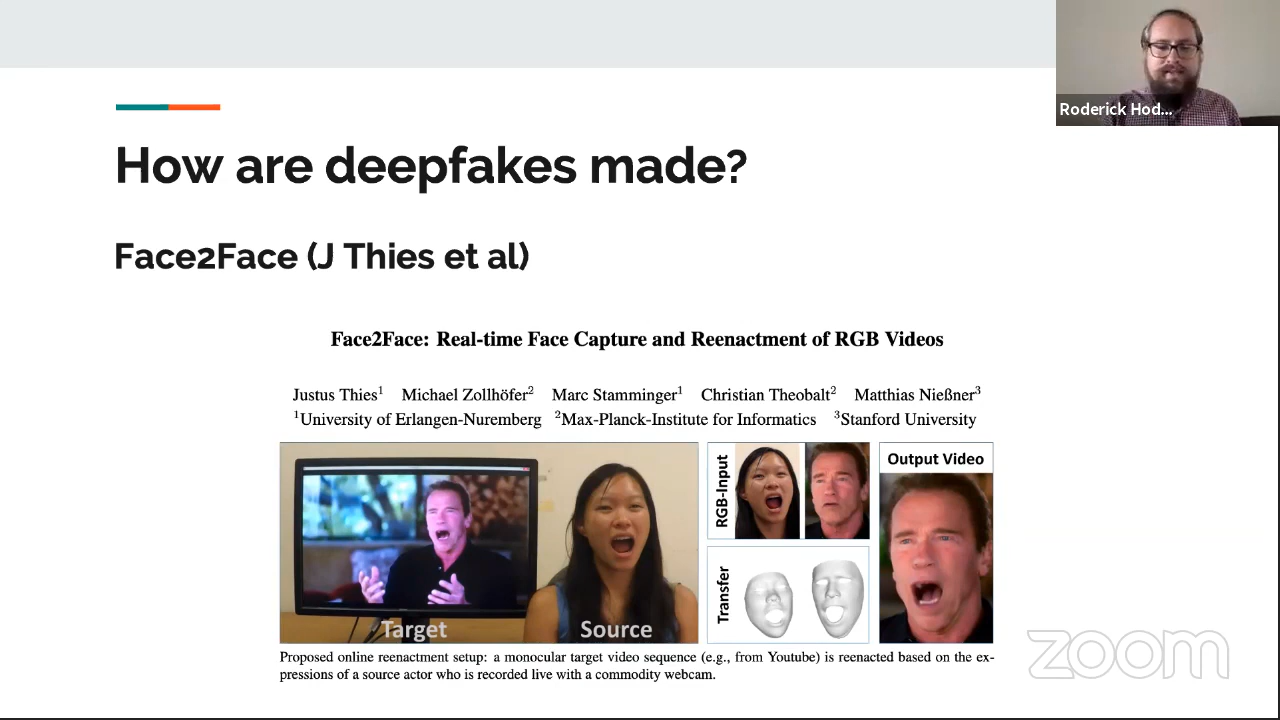 Roderick Hod...
How are deepfakes made?
Face2Face (J Thies et al)
Face2Face: Real-time Face Capture and Reenactment of RGB Videos
Justus Thies¹ Michael Zollhöfer² Marc Stamminger¹ Christian Theobalt² Matthias Nießner³
¹University of Erlangen-Nuremberg ²Max-Planck-Institute for Informatics ³Stanford University
Target
Source
RGB-Input
Transfer
Output Video
Proposed online reenactment setup: a monocular target video sequence (e.g., from Youtube) is reenacted based on the ex-
pressions of a source actor who is recorded live with a commodity webcam.
zoom